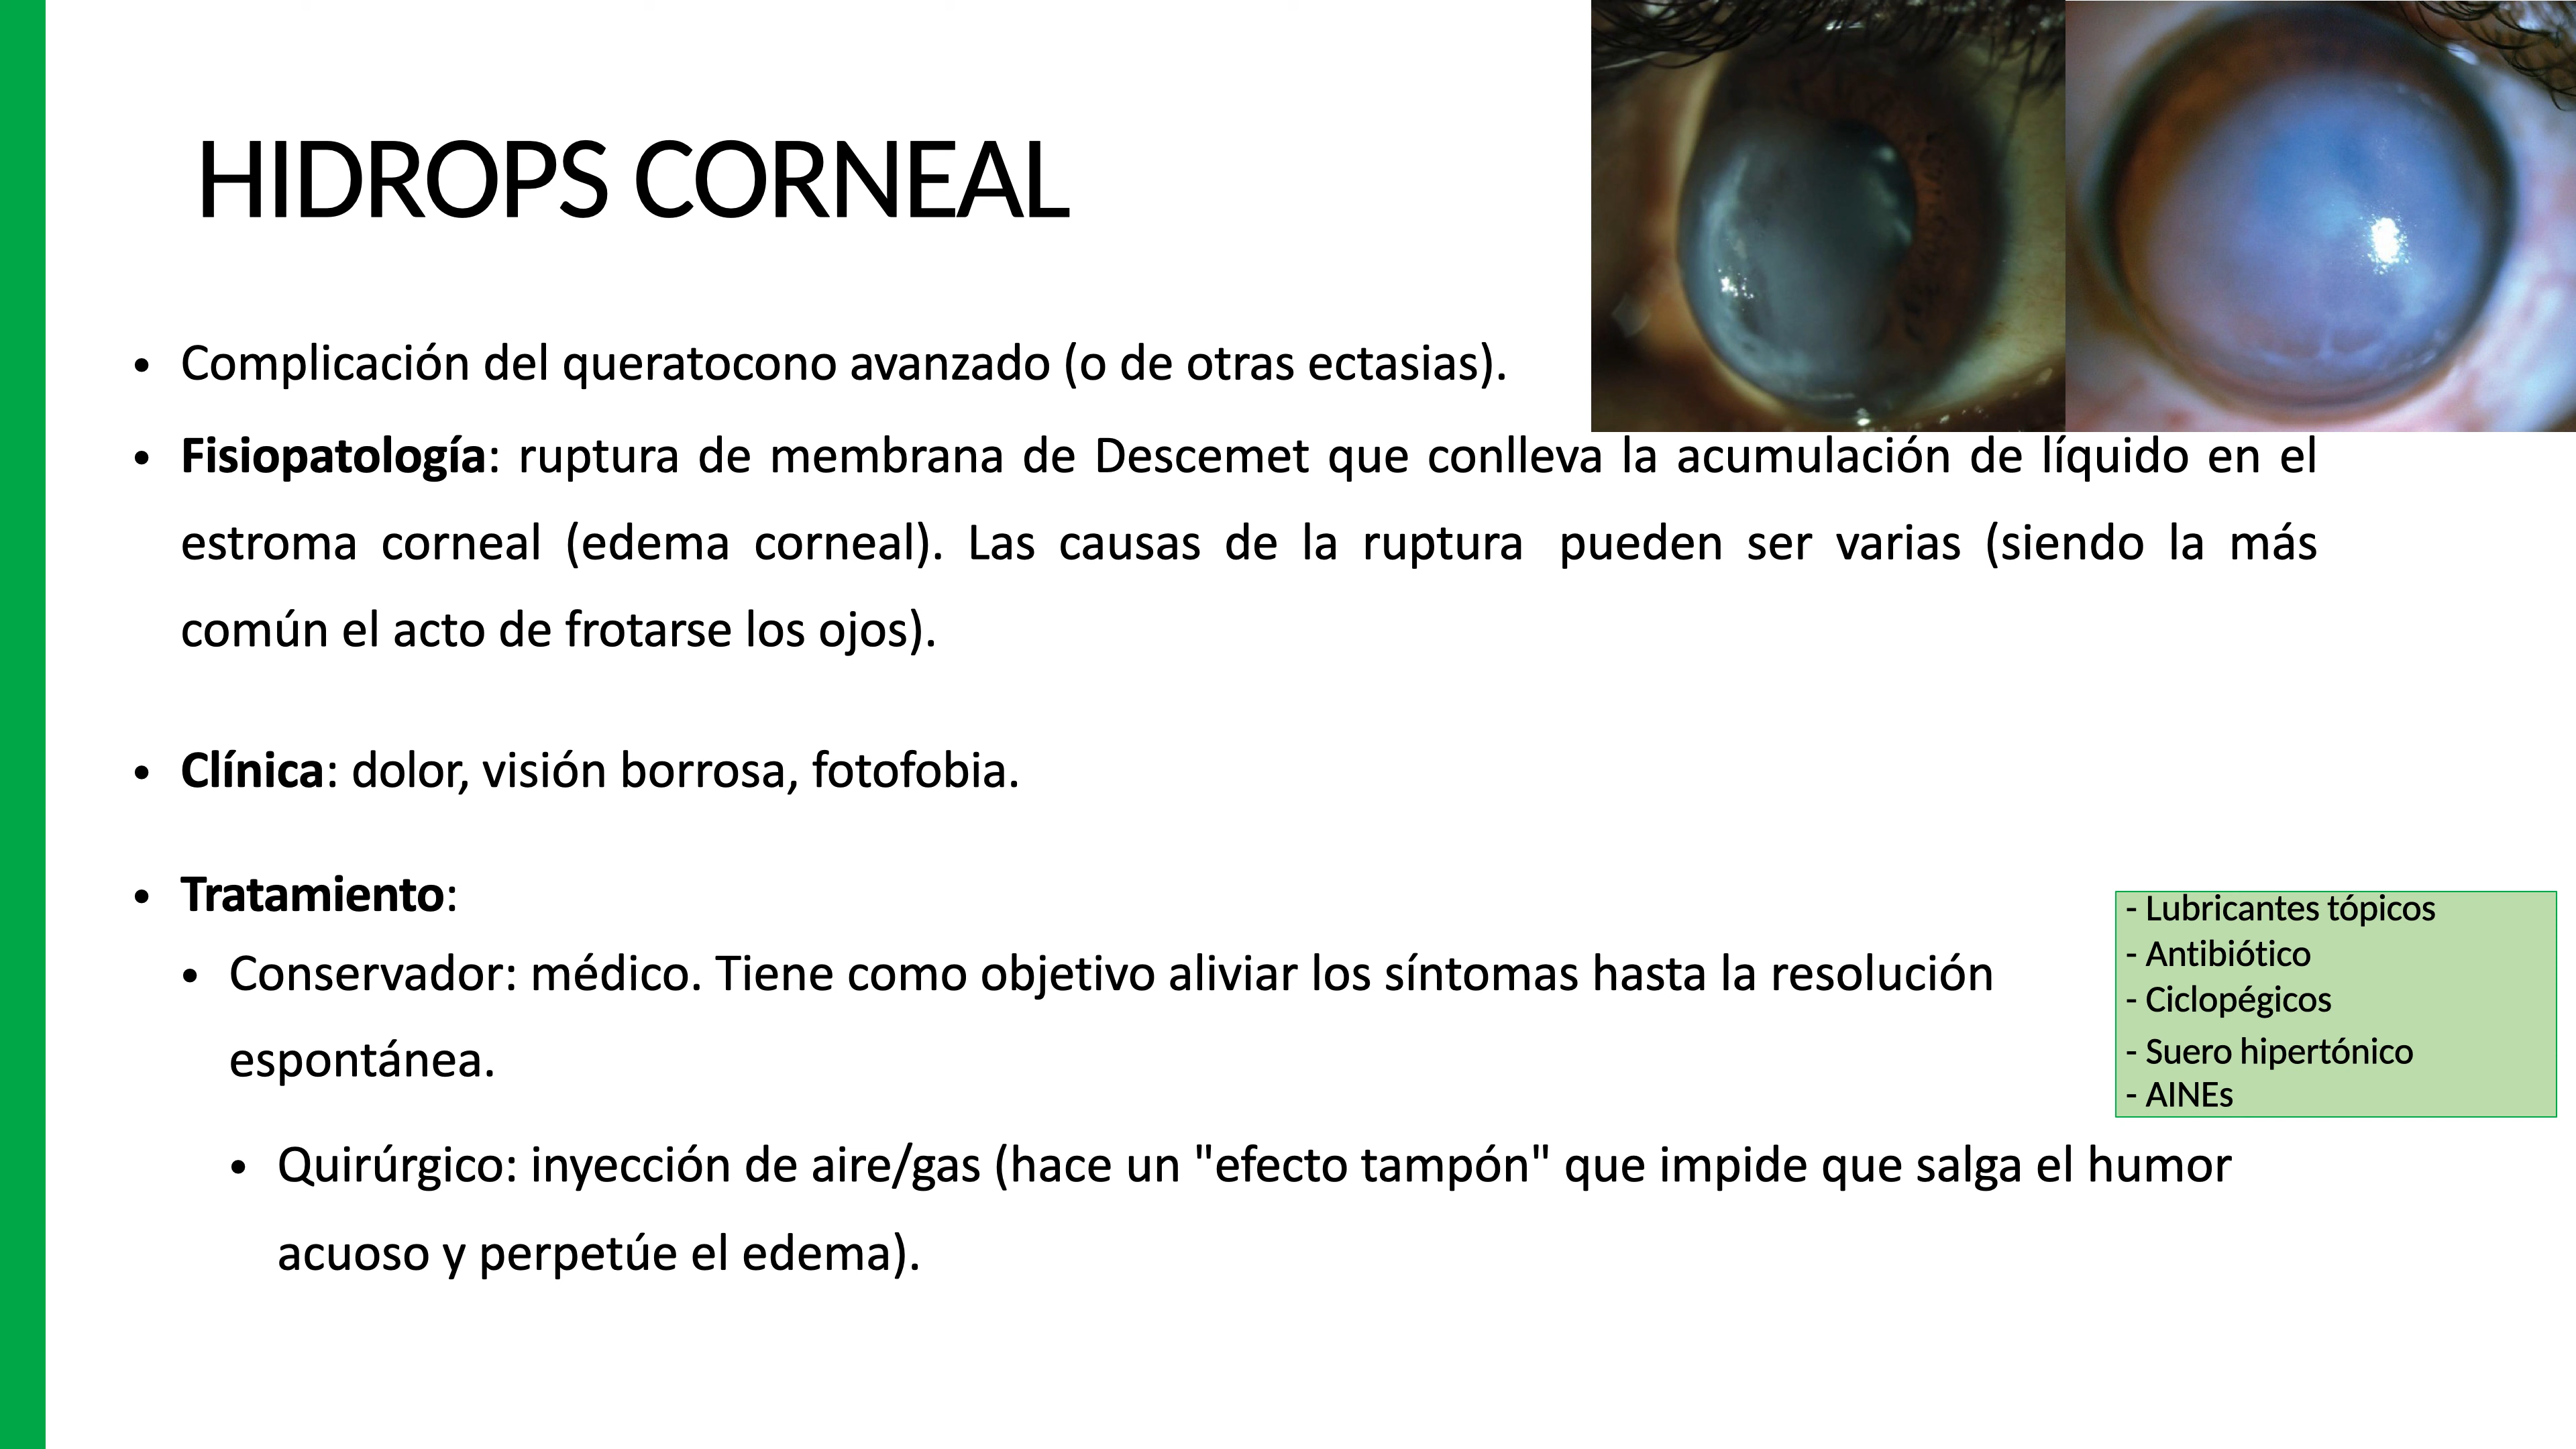 HIDROPS CORNEAL
• Complicación del queratocono avanzado (o de otras ectasias).
• Fisiopatología: ruptura de membrana de Descemet que conlleva la acumulación de líquido en el
estroma corneal (edema corneal). Las causas de la ruptura pueden ser varias (siendo la más
común el acto de frotarse los ojos).
• Clínica: dolor, visión borrosa, fotofobia.
• Tratamiento:
• Conservador: médico. Tiene como objetivo aliviar los síntomas hasta la resolución
espontánea.
- Lubricantes tópicos
- Antibiótico
- Ciclopégicos
- Suero hipertónico
- AINEs
• Quirúrgico: inyección de aire/gas (hace un "efecto tampón" que impide que salga el humor
acuoso y perpetúe el edema).